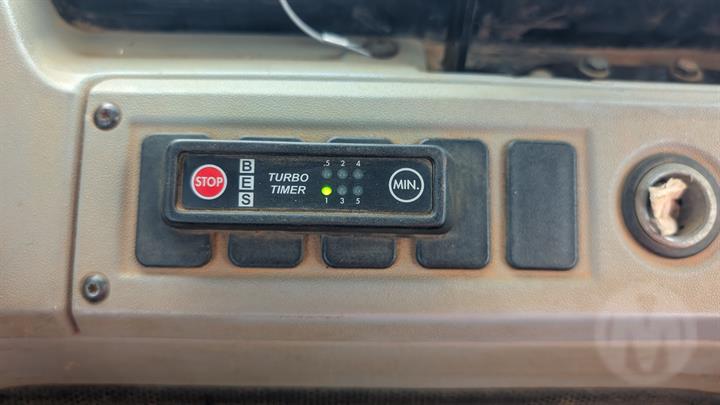 STOP
B
E
S
TURBO
TIMER
.5 2 4
1 3 5
MIN.
M